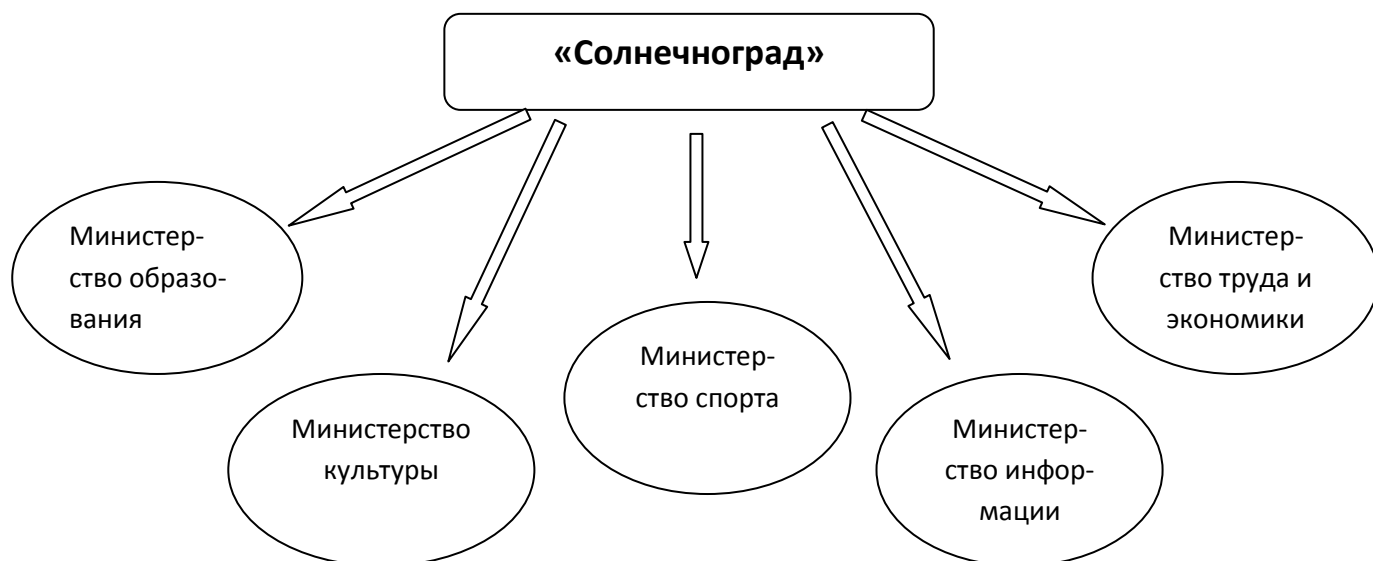 «Солнечноград»
Министер-
ство образо-
вания
Министерство
культуры
Министер-
ство спорта
Министер-
ство инфор-
мации
Министер-
ство труда и
экономики